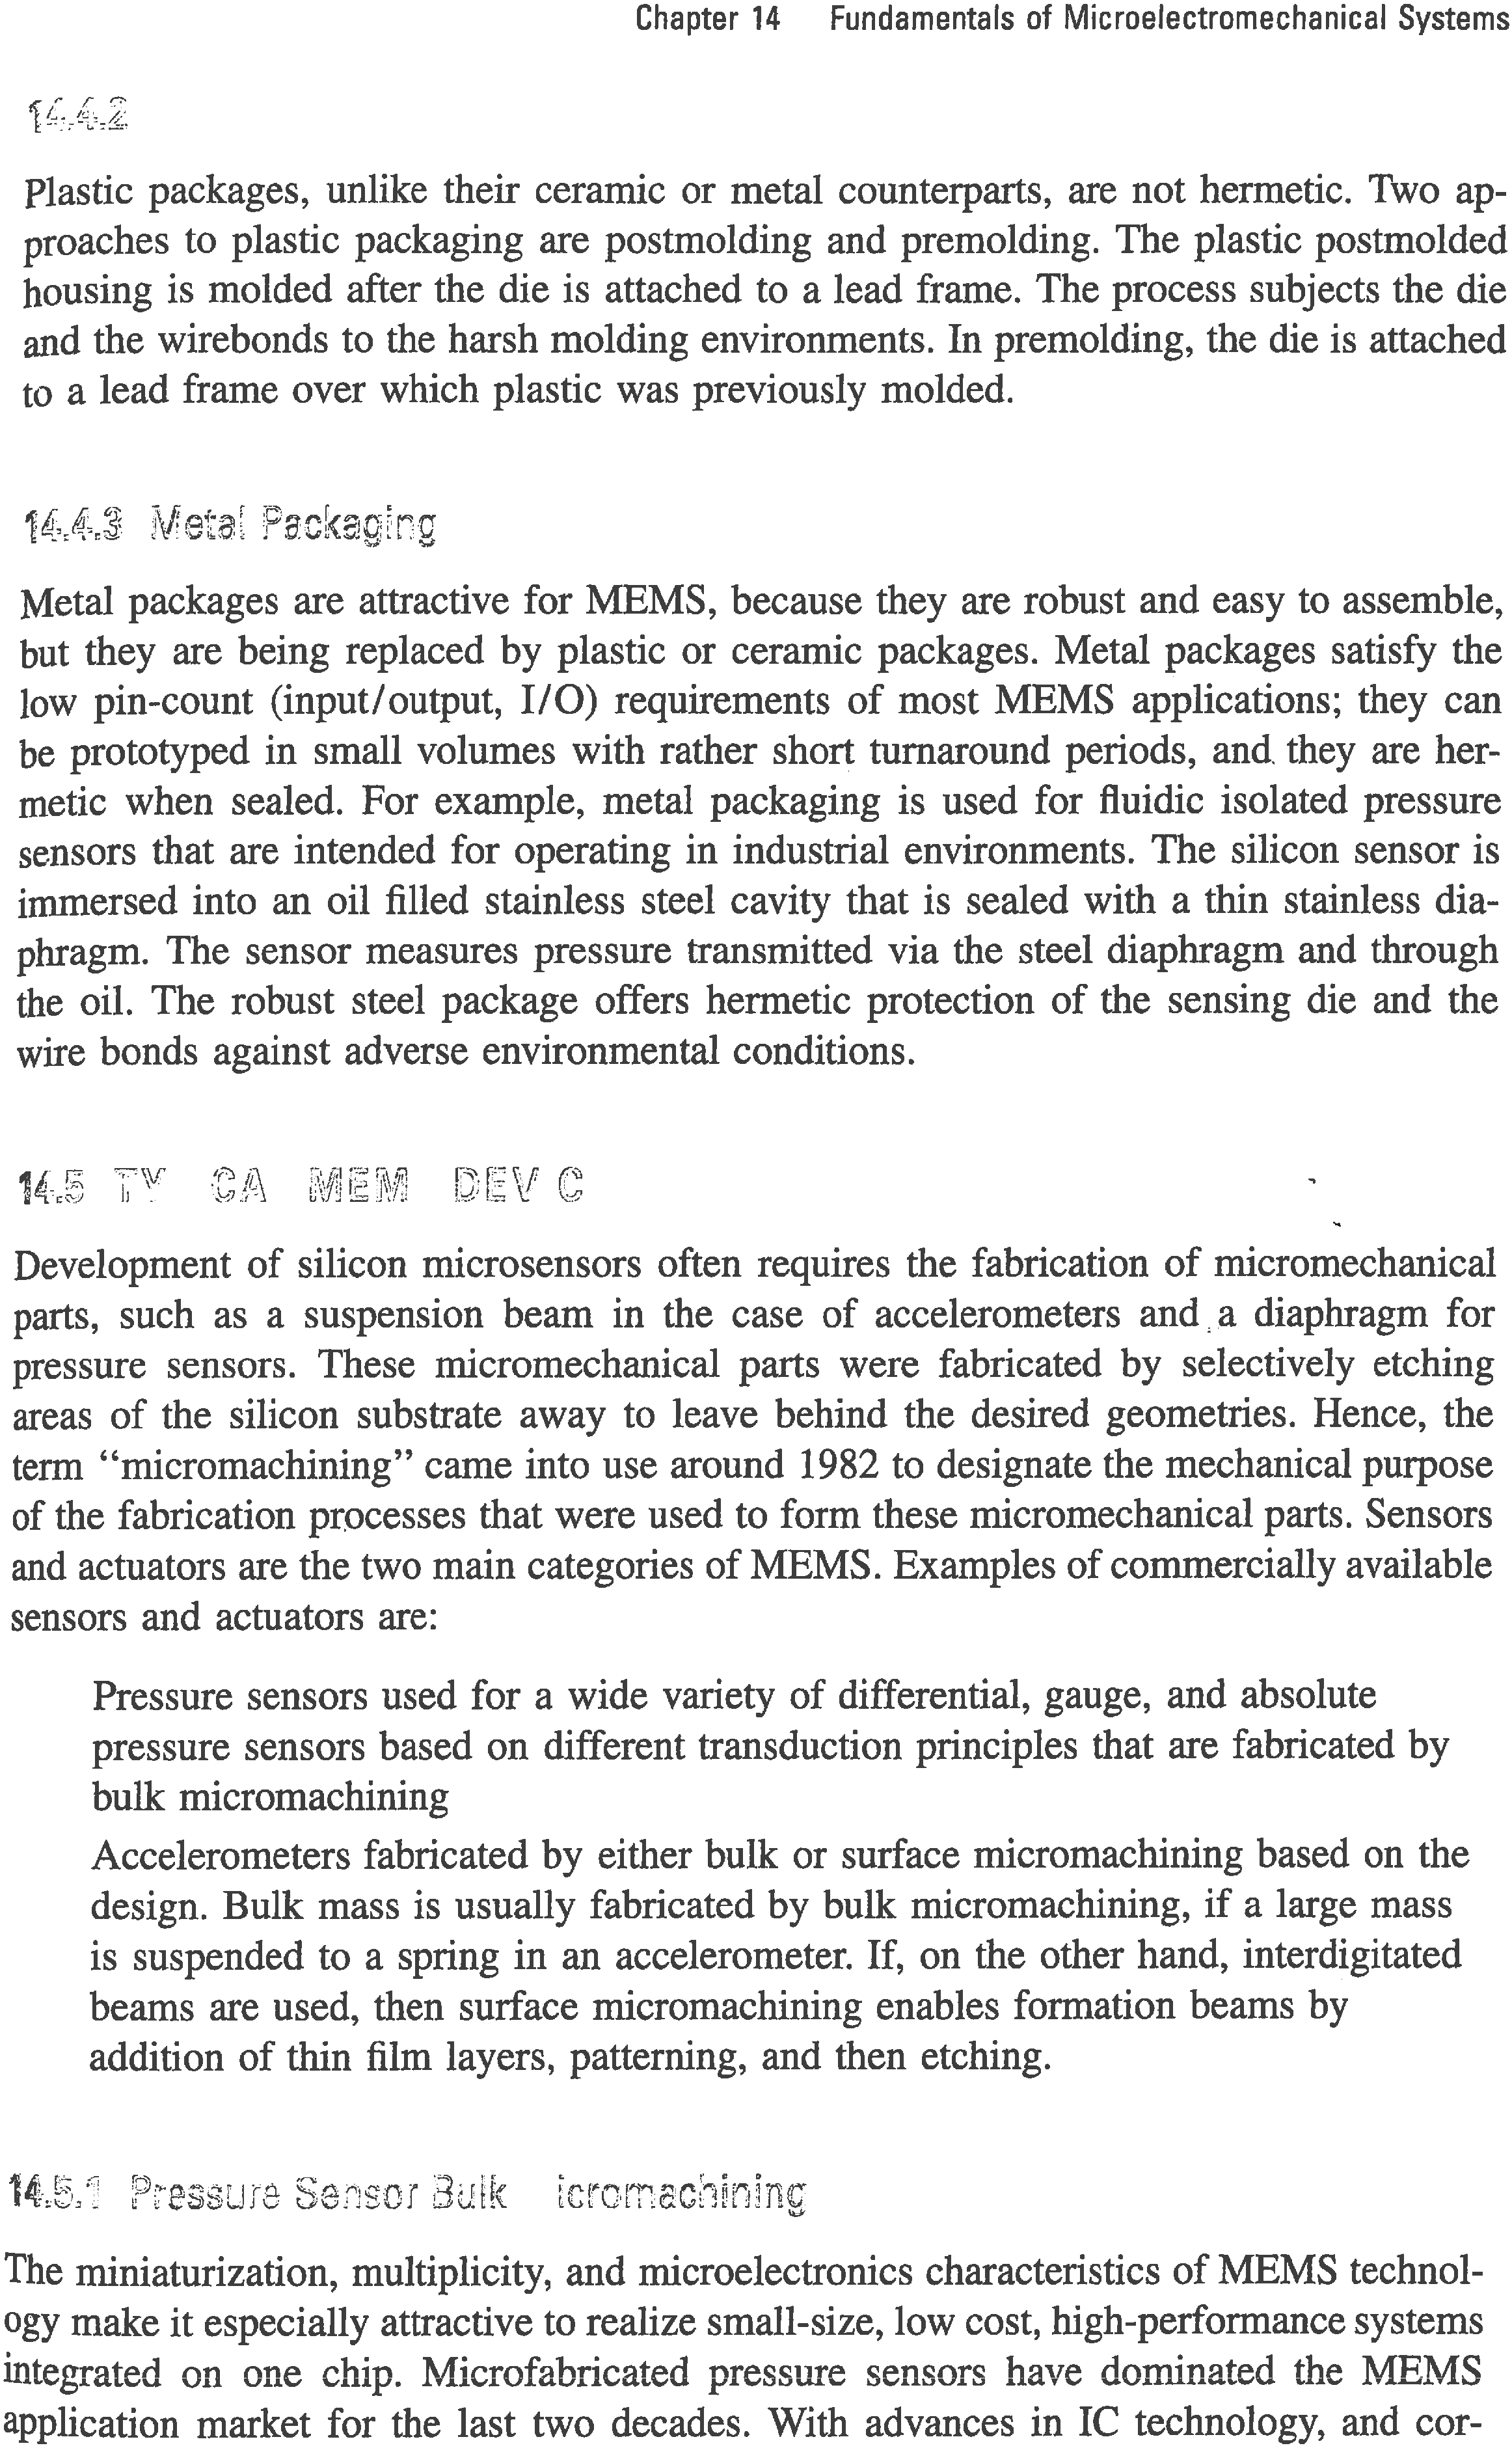 Chapter 14 Fundamentals of Microelectromechanical Systems
14.4.2
Plastic packages, unlike their ceramic or metal counterparts, are not hermetic. Two ap-
proaches to plastic packaging are postmolding and premolding. The plastic postmolded
housing is molded after the die is attached to a lead frame. The process subjects the die
and the wirebonds to the harsh molding environments. In premolding, the die is attached
to a lead frame over which plastic was previously molded.
14.4.3 Metal Packaging
Metal packages are attractive for MEMS, because they are robust and easy to assemble,
but they are being replaced by plastic or ceramic packages. Metal packages satisfy the
low pin-count (input/output, I/O) requirements of most MEMS applications; they can
be prototyped in small volumes with rather short turnaround periods, and they are her-
metic when sealed. For example, metal packaging is used for fluidic isolated pressure
sensors that are intended for operating in industrial environments. The silicon sensor is
immersed into an oil filled stainless steel cavity that is sealed with a thin stainless dia-
phragm. The sensor measures pressure transmitted via the steel diaphragm and through
the oil. The robust steel package offers hermetic protection of the sensing die and the
wire bonds against adverse environmental conditions.
14.5 TY CA MEM DEV C
Development of silicon microsensors often requires the fabrication of micromechanical
parts, such as a suspension beam in the case of accelerometers and a diaphragm for
pressure sensors. These micromechanical parts were fabricated by selectively etching
areas of the silicon substrate away to leave behind the desired geometries. Hence, the
term “micromachining” came into use around 1982 to designate the mechanical purpose
of the fabrication processes that were used to form these micromechanical parts. Sensors
and actuators are the two main categories of MEMS. Examples of commercially available
sensors and actuators are:
Pressure sensors used for a wide variety of differential, gauge, and absolute
pressure sensors based on different transduction principles that are fabricated by
bulk micromachining
Accelerometers fabricated by either bulk or surface micromachining based on the
design. Bulk mass is usually fabricated by bulk micromachining, if a large mass
is suspended to a spring in an accelerometer. If, on the other hand, interdigitated
beams are used, then surface micromachining enables formation beams by
addition of thin film layers, patterning, and then etching.
14.5.1 Pressure Sensor Bulk icromachining
The miniaturization, multiplicity, and microelectronics characteristics of MEMS technol-
ogy make it especially attractive to realize small-size, low cost, high-performance systems
integrated on one chip. Microfabricated pressure sensors have dominated the MEMS
application market for the last two decades. With advances in IC technology, and cor-